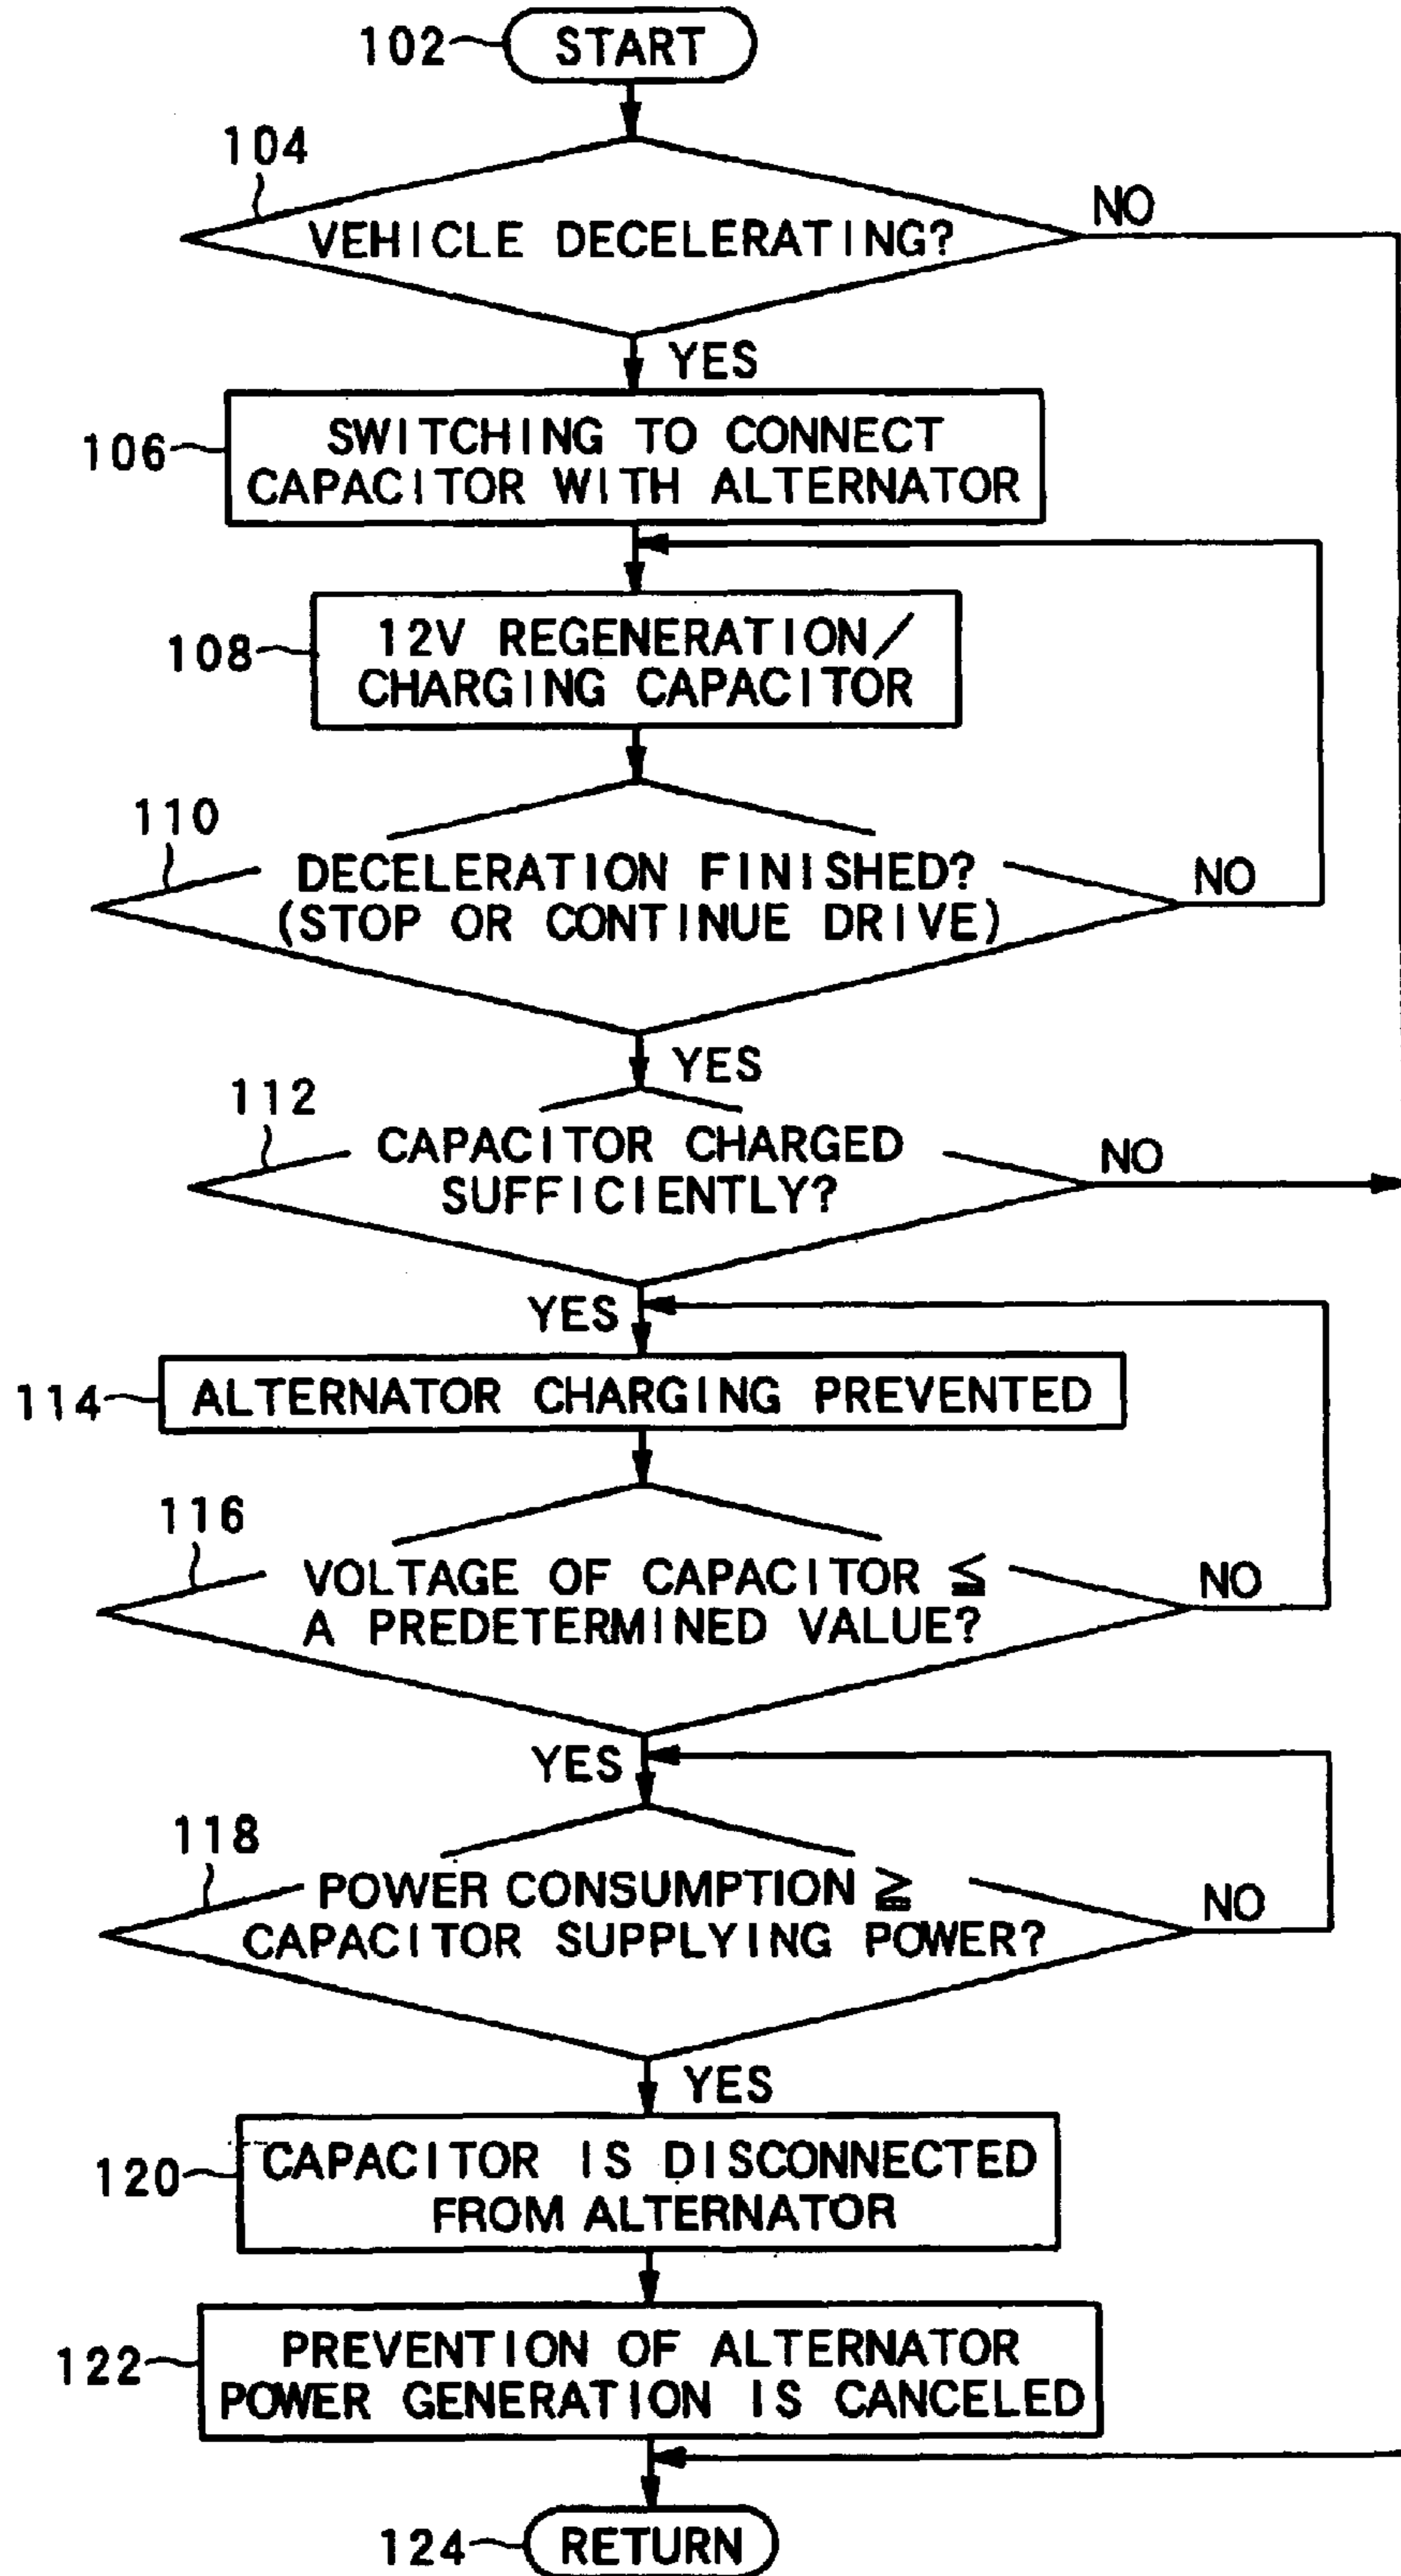 102 START
104
VEHICLE DECELERATING?
NO
YES
106
SWITCHING TO CONNECT
CAPACITOR WITH ALTERNATOR
108
12V REGENERATION/
CHARGING CAPACITOR
110
DECELERATION FINISHED?
(STOP OR CONTINUE DRIVE)
NO
YES
112
CAPACITOR CHARGED
SUFFICIENTLY?
NO
YES
114 ALTERNATOR CHARGING PREVENTED
116
VOLTAGE OF CAPACITOR ≦
A PREDETERMINED VALUE?
NO
YES
118
POWER CONSUMPTION ≧
CAPACITOR SUPPLYING POWER?
NO
YES
120
CAPACITOR IS DISCONNECTED
FROM ALTERNATOR
122
PREVENTION OF ALTERNATOR
POWER GENERATION IS CANCELED
124 RETURN